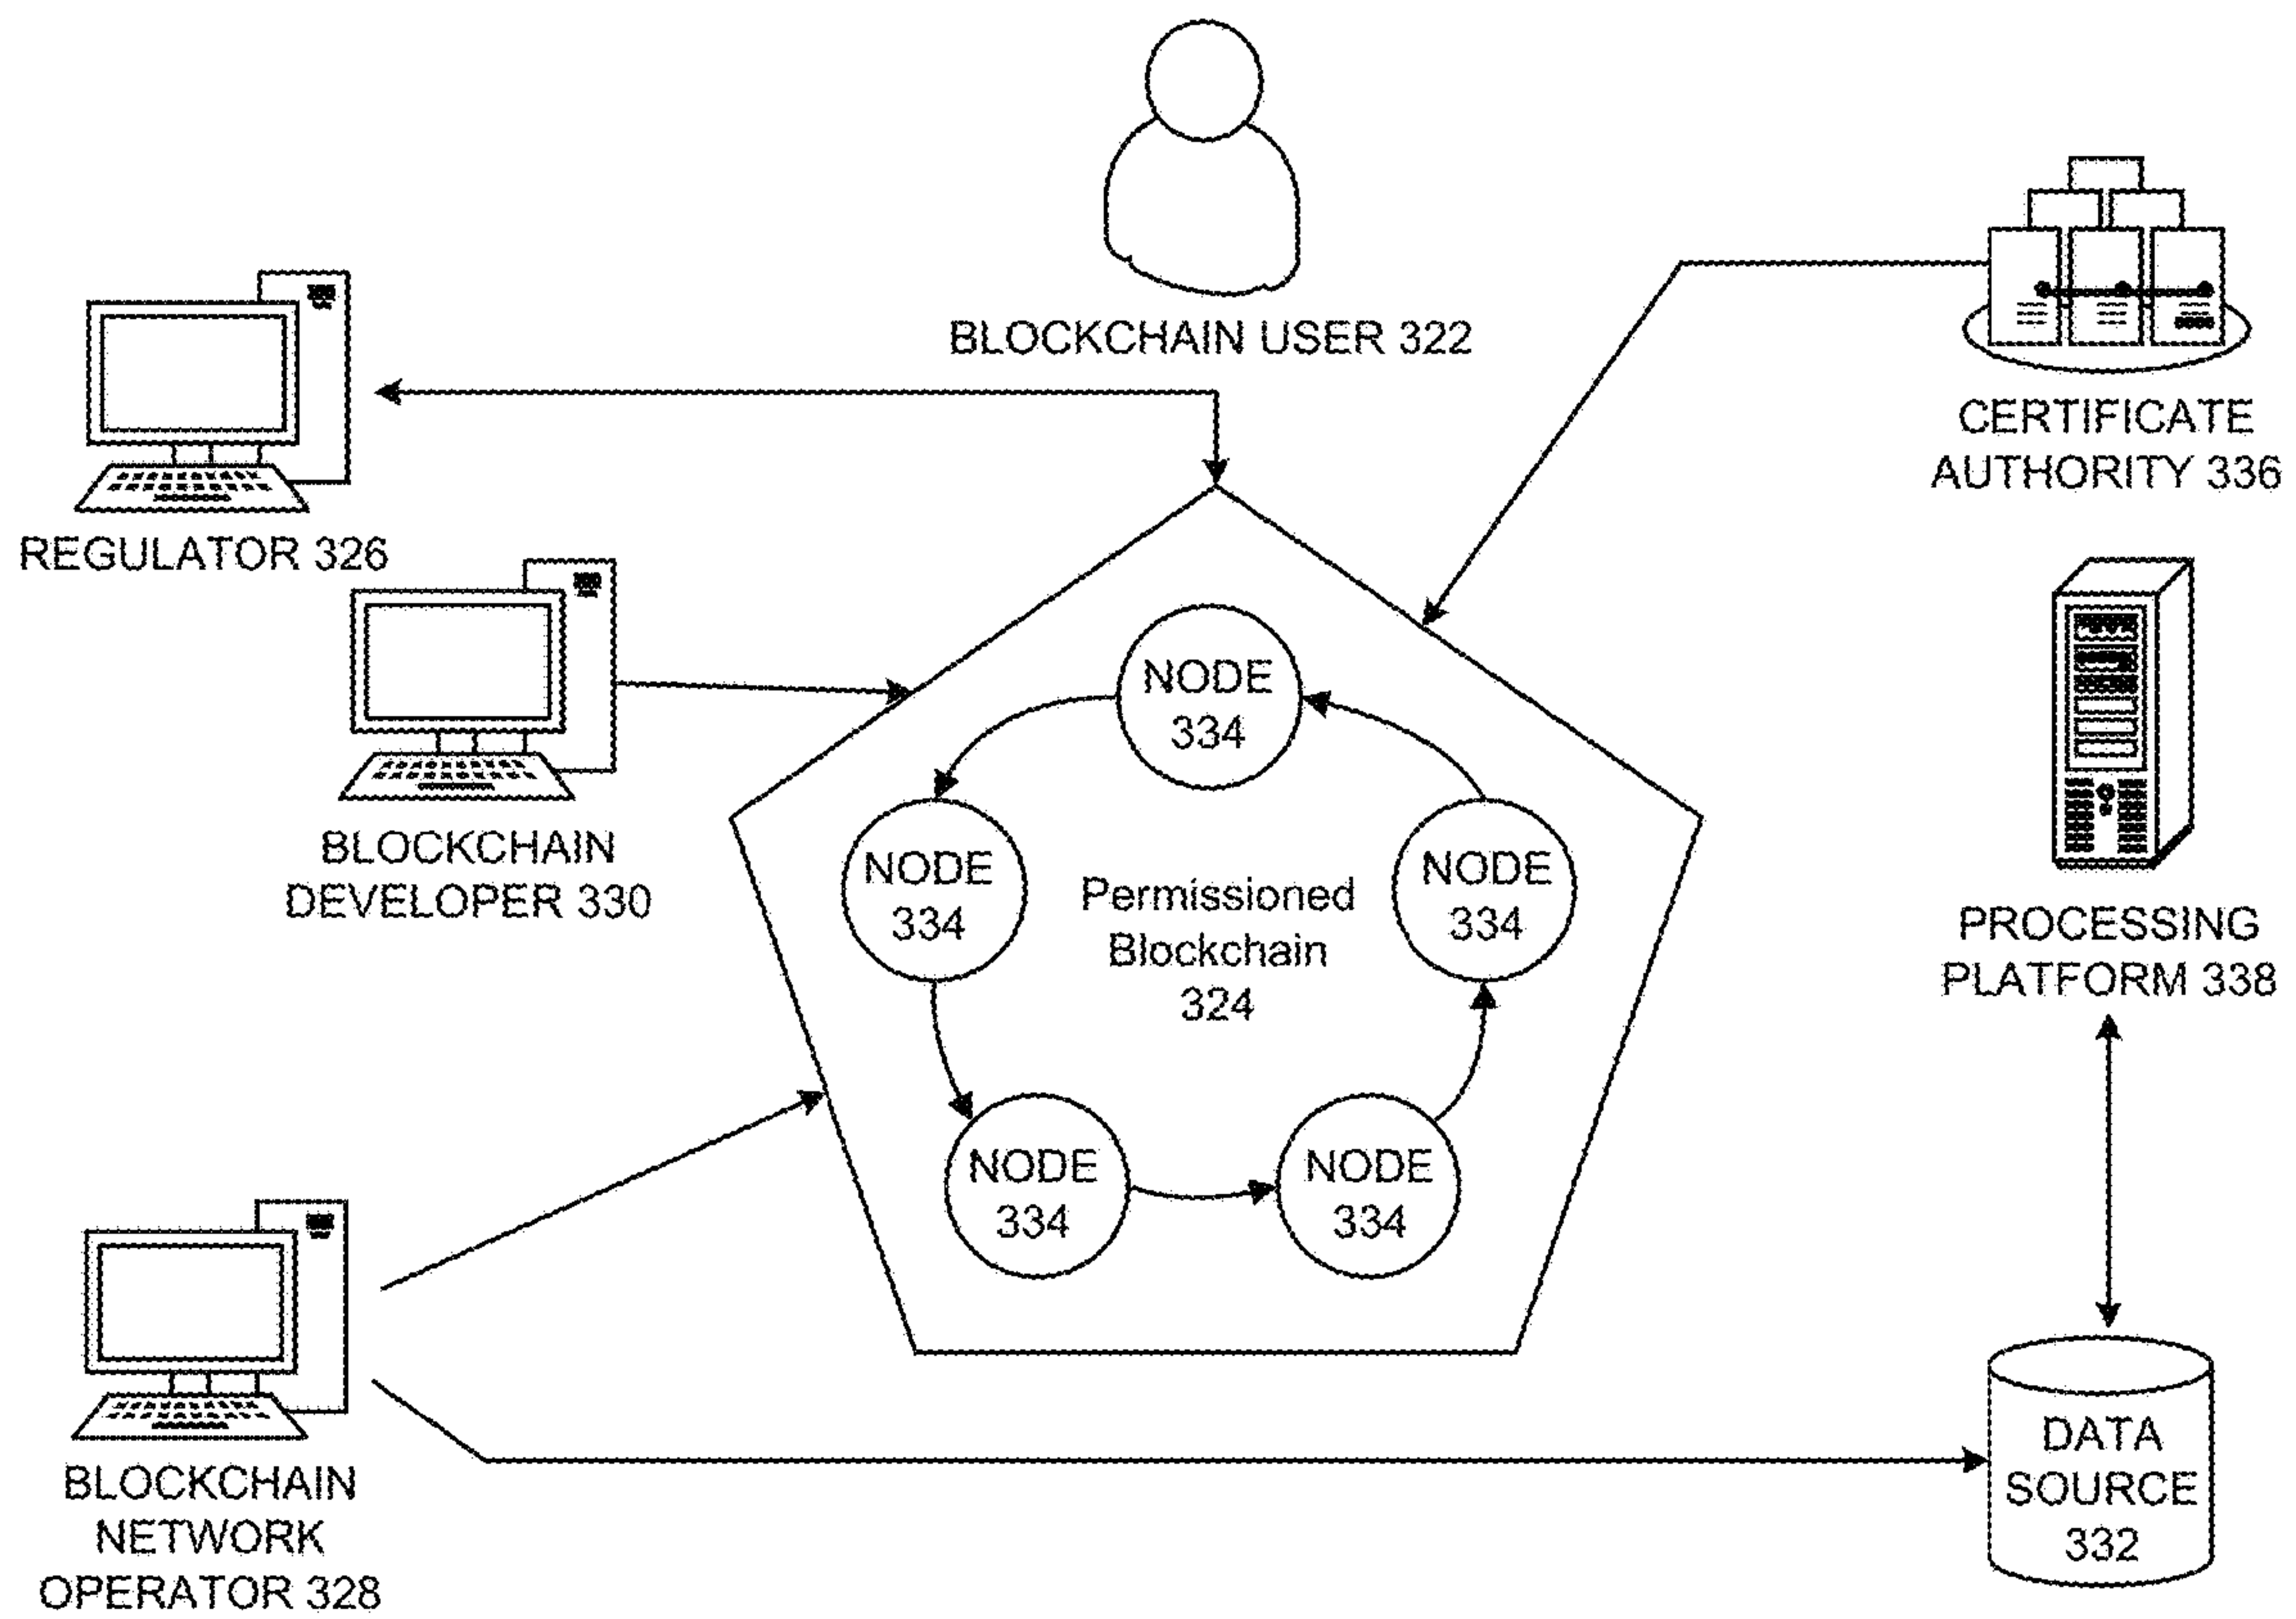 BLOCKCHAIN USER 322
CERTIFICATE
AUTHORITY 336
REGULATOR 326
BLOCKCHAIN
DEVELOPER 330
NODE
334
NODE
334
Permissioned
Blockchain
324
NODE
334
PROCESSING
PLATFORM 338
NODE
334
NODE
334
BLOCKCHAIN
NETWORK
OPERATOR 328
DATA
SOURCE
332